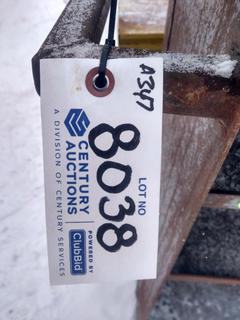 A347
LOT NO
8038
CENTURY
AUCTIONS
A DIVISION OF CENTURY SERVICES
POWERED BY
ClubBid